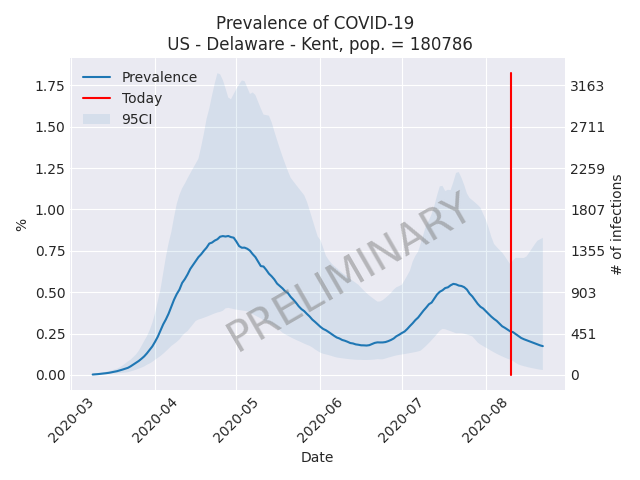 Prevalence of COVID-19
US - Delaware - Kent, pop. = 180786
Prevalence
Today
95CI
PRELIMINARY
%
1.75
1.50
1.25
1.00
0.75
0.50
0.25
0.00
3163
2711
2259
1807
1355
903
451
0
# of infections
2020-03
2020-04
2020-05
2020-06
2020-07
2020-08
Date